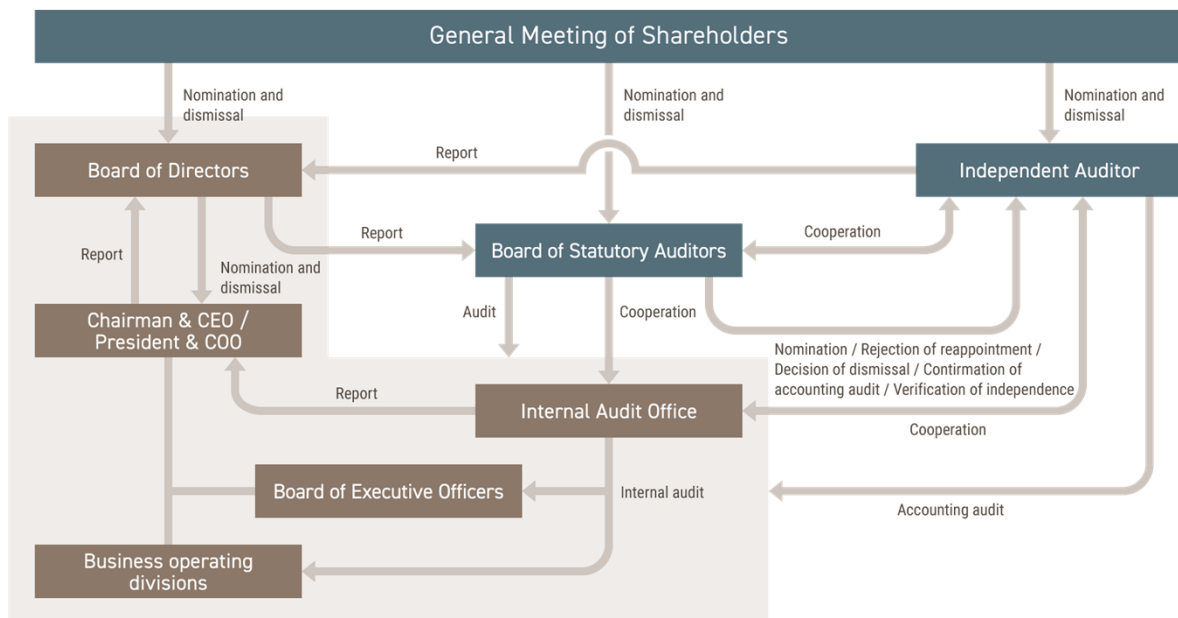 General Meeting of Shareholders
Nomination and
dismissal
Nomination and
dismissal
Nomination and
dismissal
Board of Directors
Report
Independent Auditor
Report
Board of Statutory Auditors
Cooperation
Report
Nomination and
dismissal
Chairman & CEO /
President & COO
Audit
Cooperation
Nomination / Rejection of reappointment /
Decision of dismissal / Contirmation of
accounting audit / Verification of independence
Report
Internal Audit Office
Cooperation
Board of Executive Officers
Internal audit
Accounting audit
Business operating
divisions